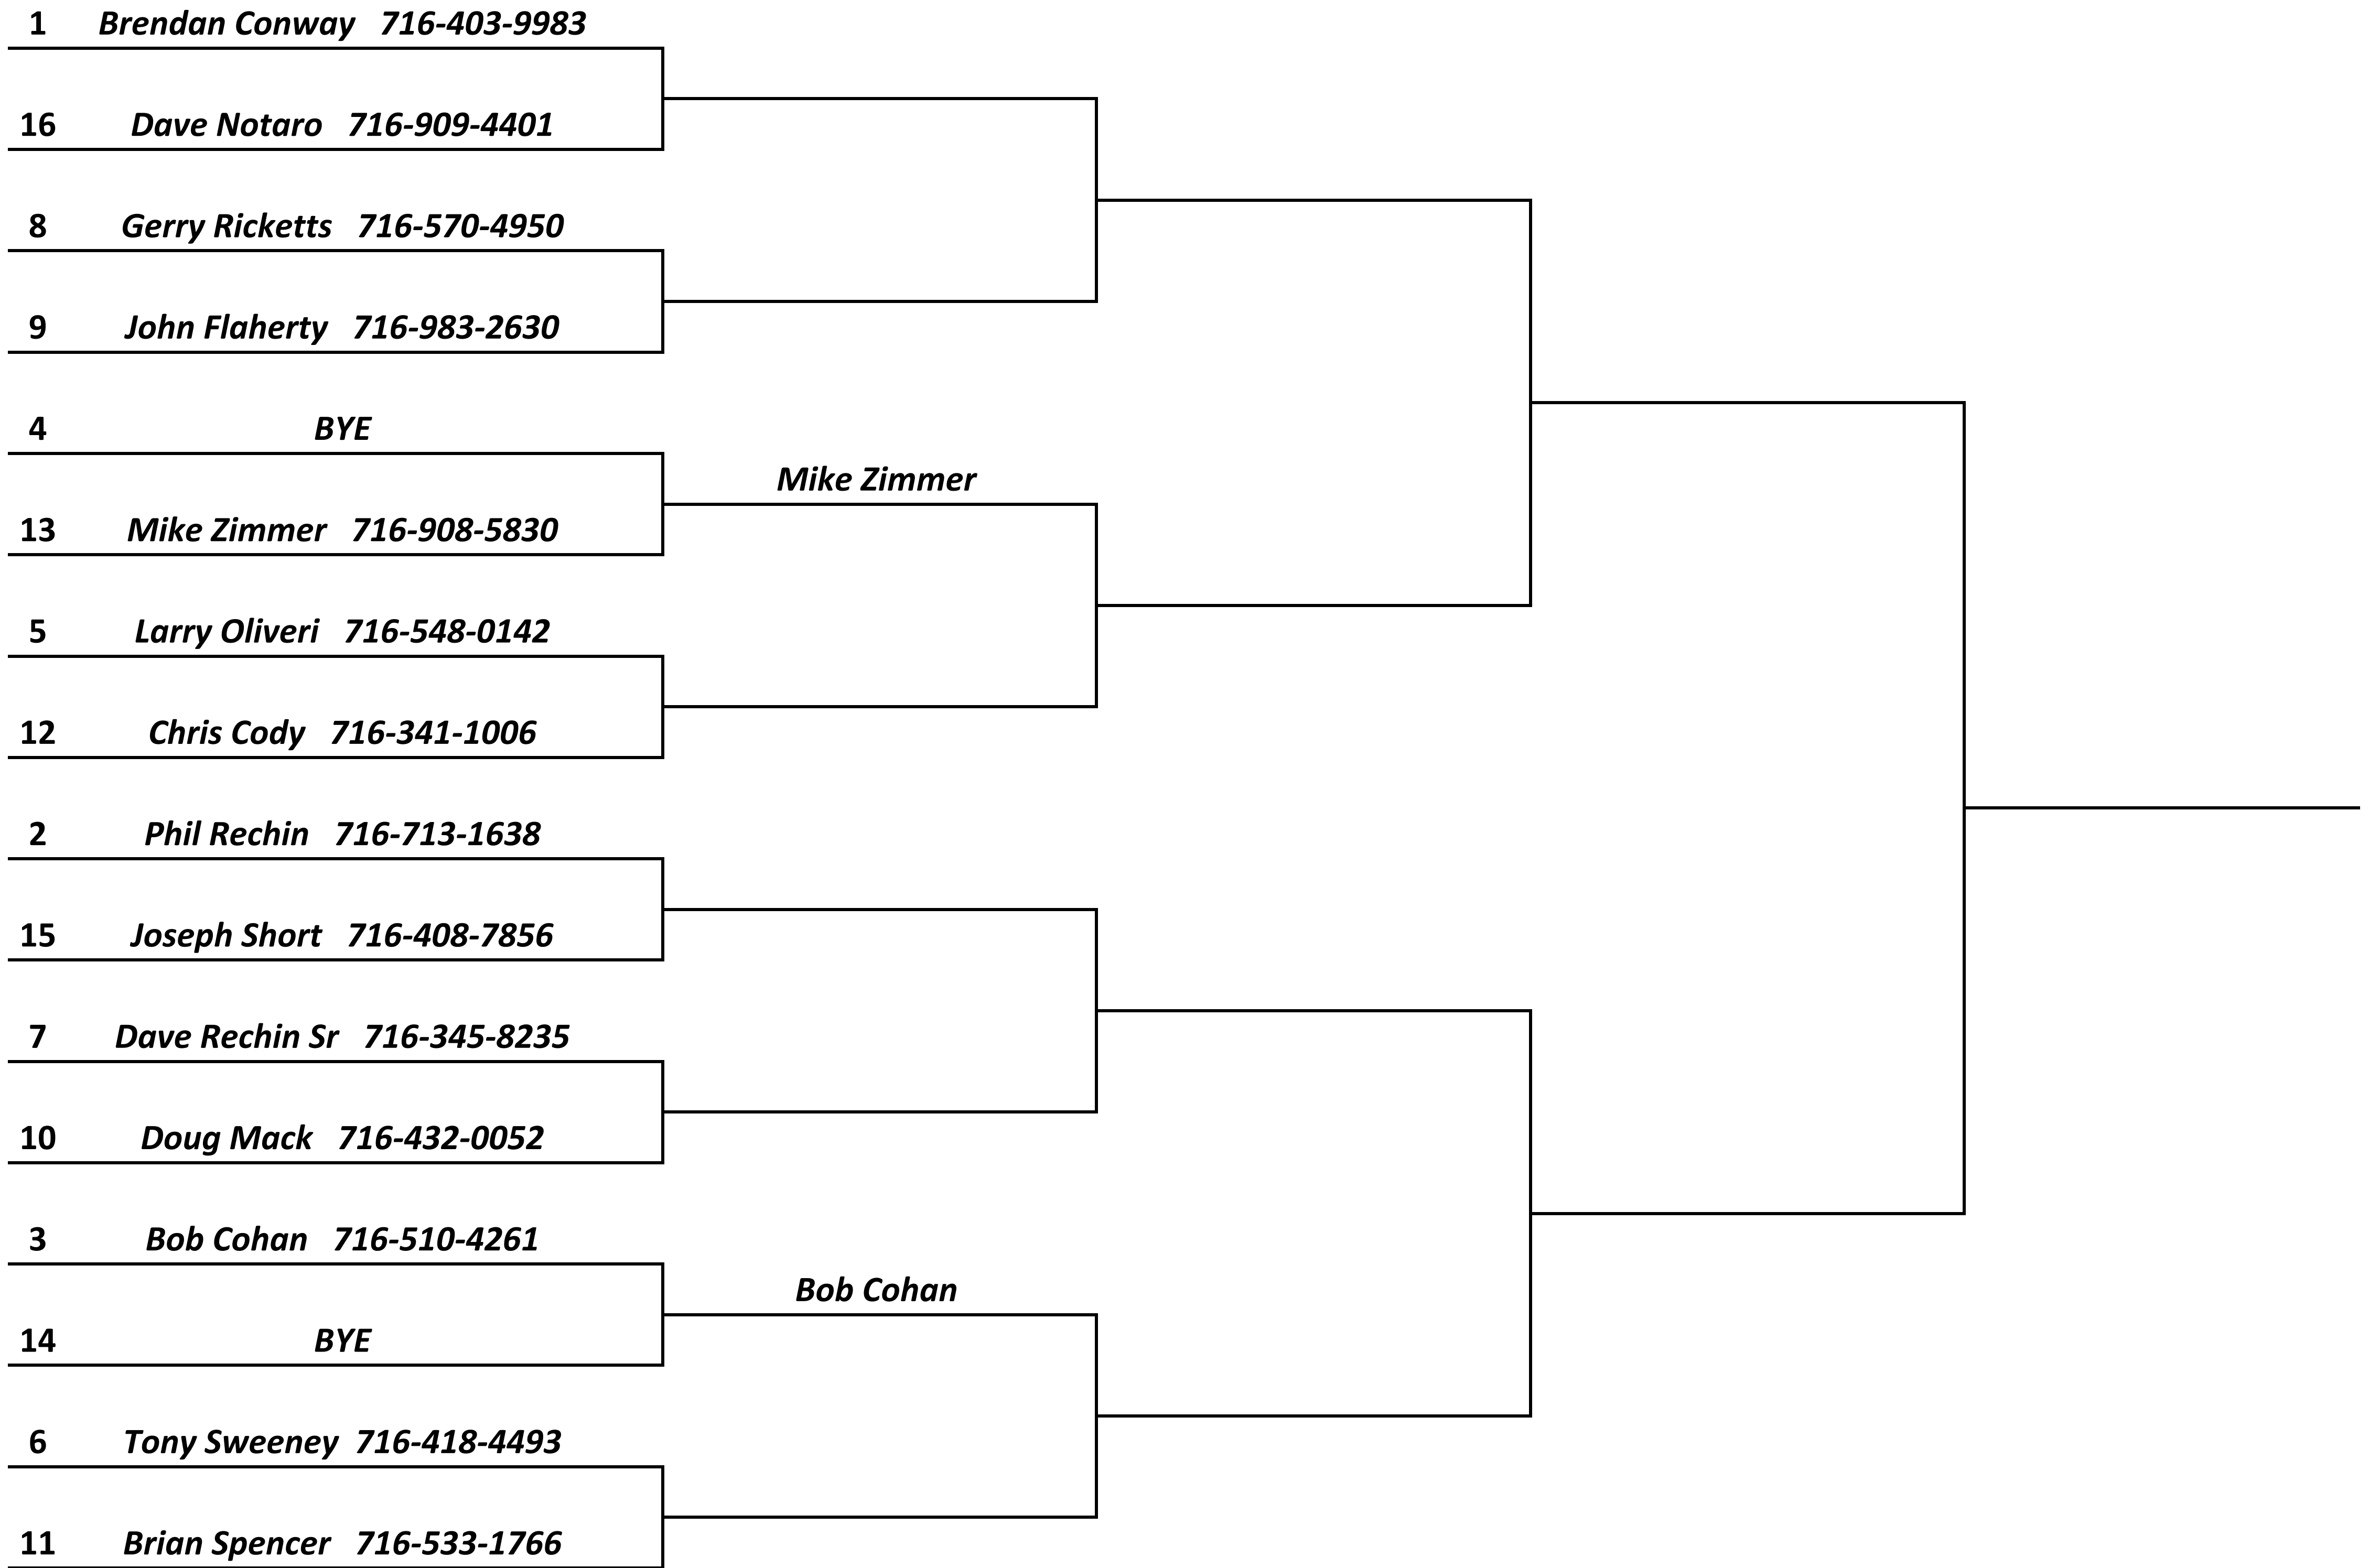 1 Brendan Conway 716-403-9983
16 Dave Notaro 716-909-4401
8 Gerry Ricketts 716-570-4950
9 John Flaherty 716-983-2630
4 BYE
Mike Zimmer
13 Mike Zimmer 716-908-5830
5 Larry Oliveri 716-548-0142
12 Chris Cody 716-341-1006
2 Phil Rechin 716-713-1638
15 Joseph Short 716-408-7856
7 Dave Rechin Sr 716-345-8235
10 Doug Mack 716-432-0052
3 Bob Cohan 716-510-4261
Bob Cohan
14 BYE
6 Tony Sweeney 716-418-4493
11 Brian Spencer 716-533-1766